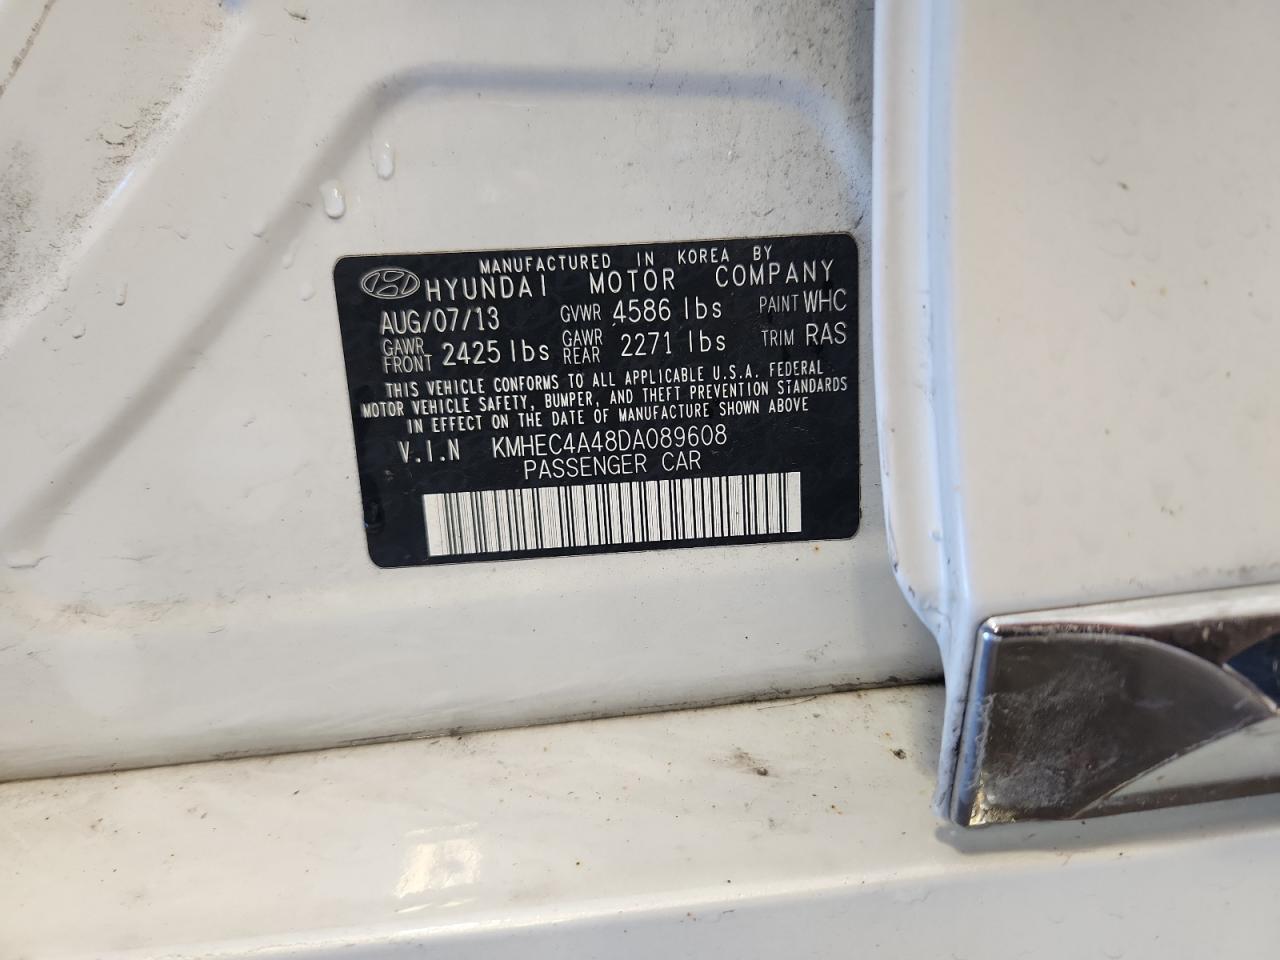 MANUFACTURED IN KOREA BY
HYUNDAI MOTOR COMPANY
AUG/07/13 GVWR 4586 lbs PAINT WHC
GAWR FRONT 2425 lbs GAWR REAR 2271 lbs TRIM RAS
THIS VEHICLE CONFORMS TO ALL APPLICABLE U.S.A. FEDERAL
MOTOR VEHICLE SAFETY, BUMPER, AND THEFT PREVENTION STANDARDS
IN EFFECT ON THE DATE OF MANUFACTURE SHOWN ABOVE
V.I.N KMHEC4A48DA089608
PASSENGER CAR